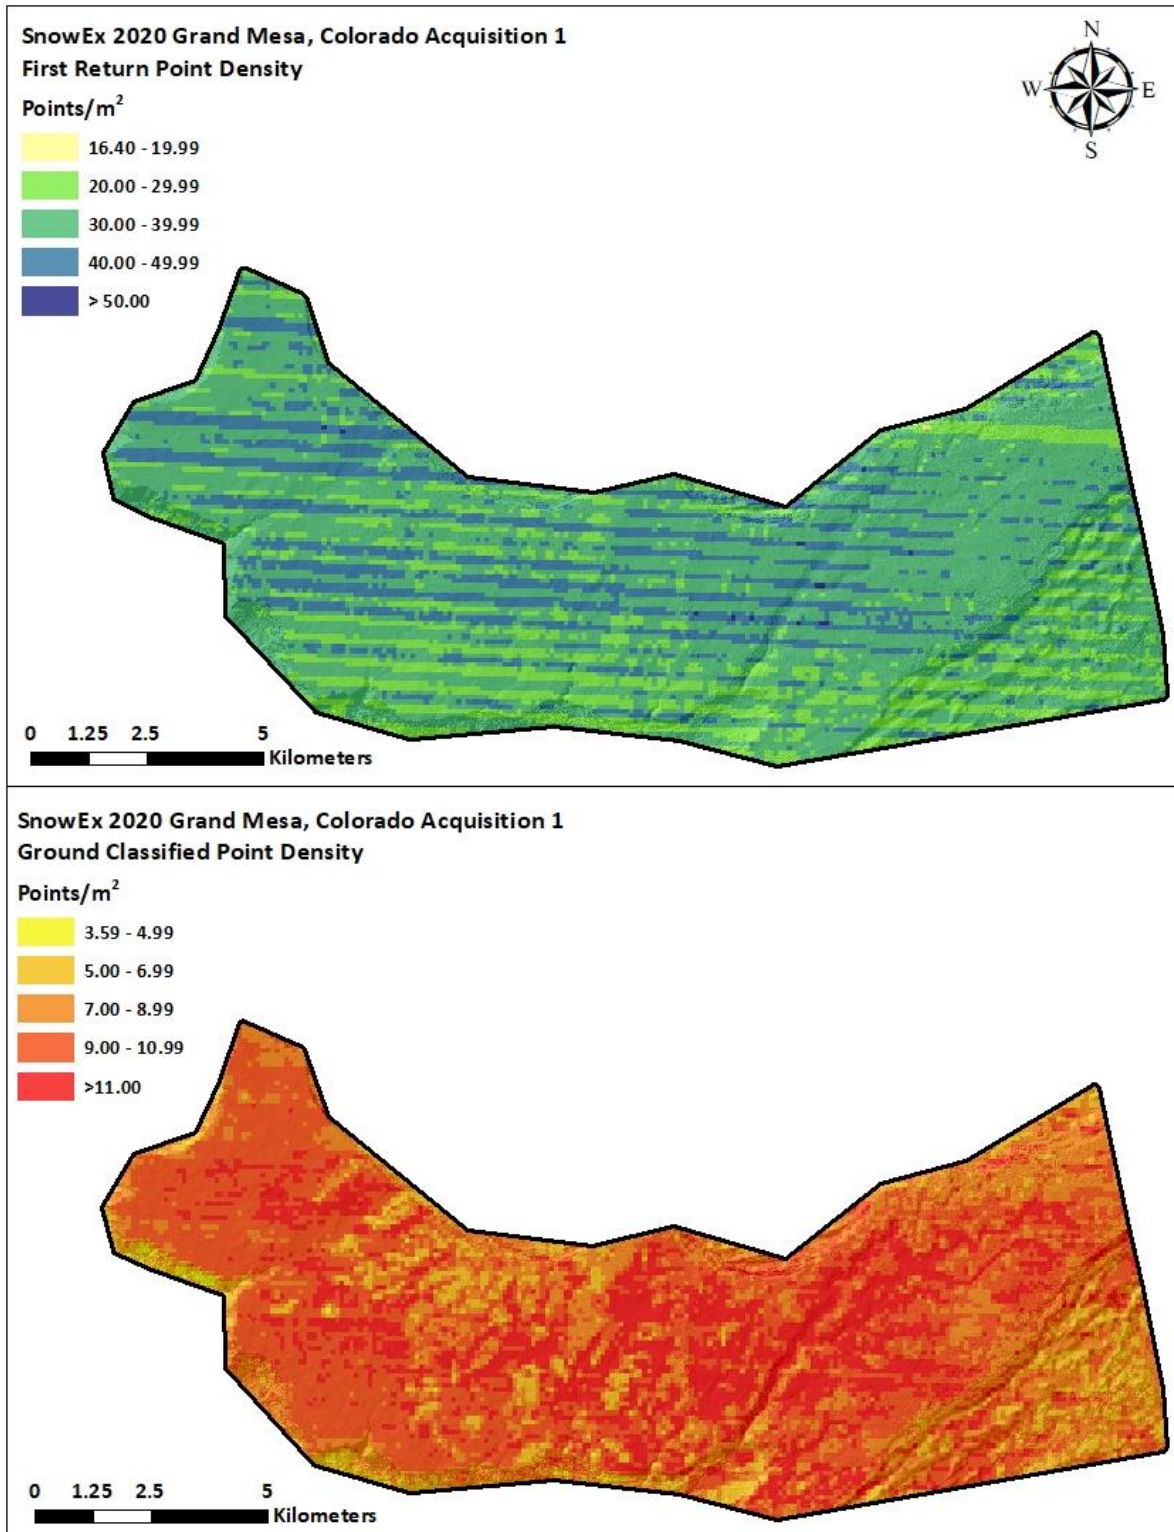 SnowEx 2020 Grand Mesa, Colorado Acquisition 1
First Return Point Density
Points/m²
16.40 - 19.99
20.00 - 29.99
30.00 - 39.99
40.00 - 49.99
> 50.00
N
W E
S
0 1.25 2.5 5
Kilometers
SnowEx 2020 Grand Mesa, Colorado Acquisition 1
Ground Classified Point Density
Points/m²
3.59 - 4.99
5.00 - 6.99
7.00 - 8.99
9.00 - 10.99
>11.00
0 1.25 2.5 5
Kilometers